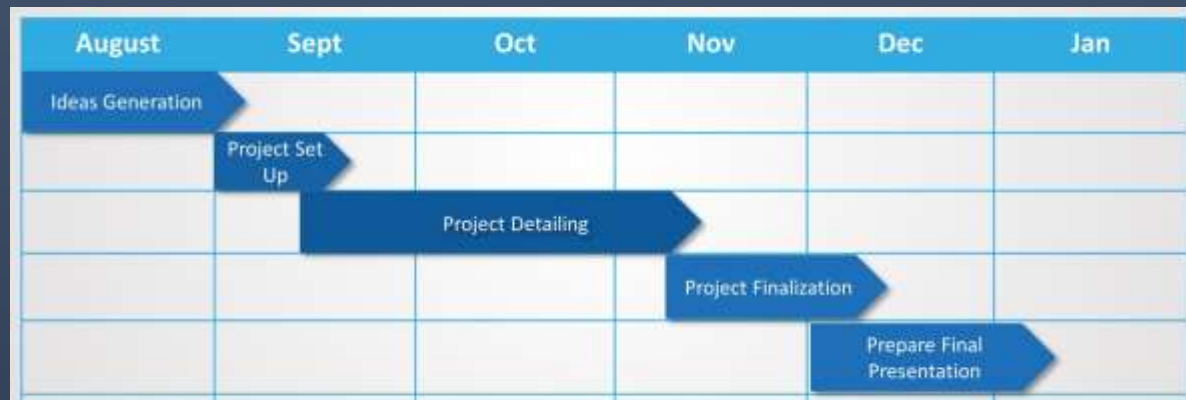 August Sept Oct Nov Dec Jan
Ideas Generation
Project Set
Up
Project Detailing
Project Finalization
Prepare Final
Presentation